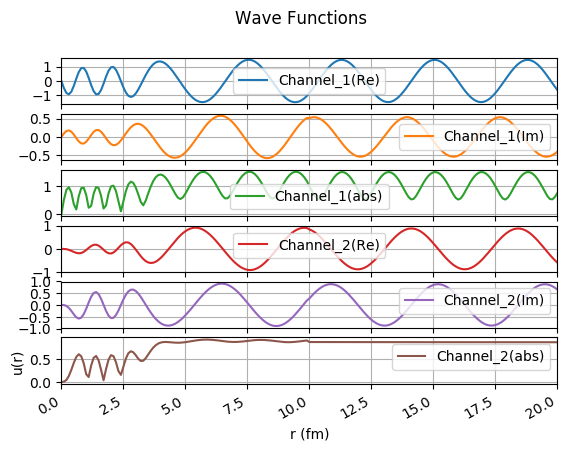 Wave Functions
1
0
−1
Channel_1(Re)
0.5
0.0
−0.5
Channel_1(Im)
1
0
Channel_1(abs)
1
0
−1
Channel_2(Re)
1.0
0.5
0.0
−0.5
−1.0
Channel_2(Im)
u(r)
0.5
0.0
Channel_2(abs)
0.0 2.5 5.0 7.5 10.0 12.5 15.0 17.5 20.0
r (fm)